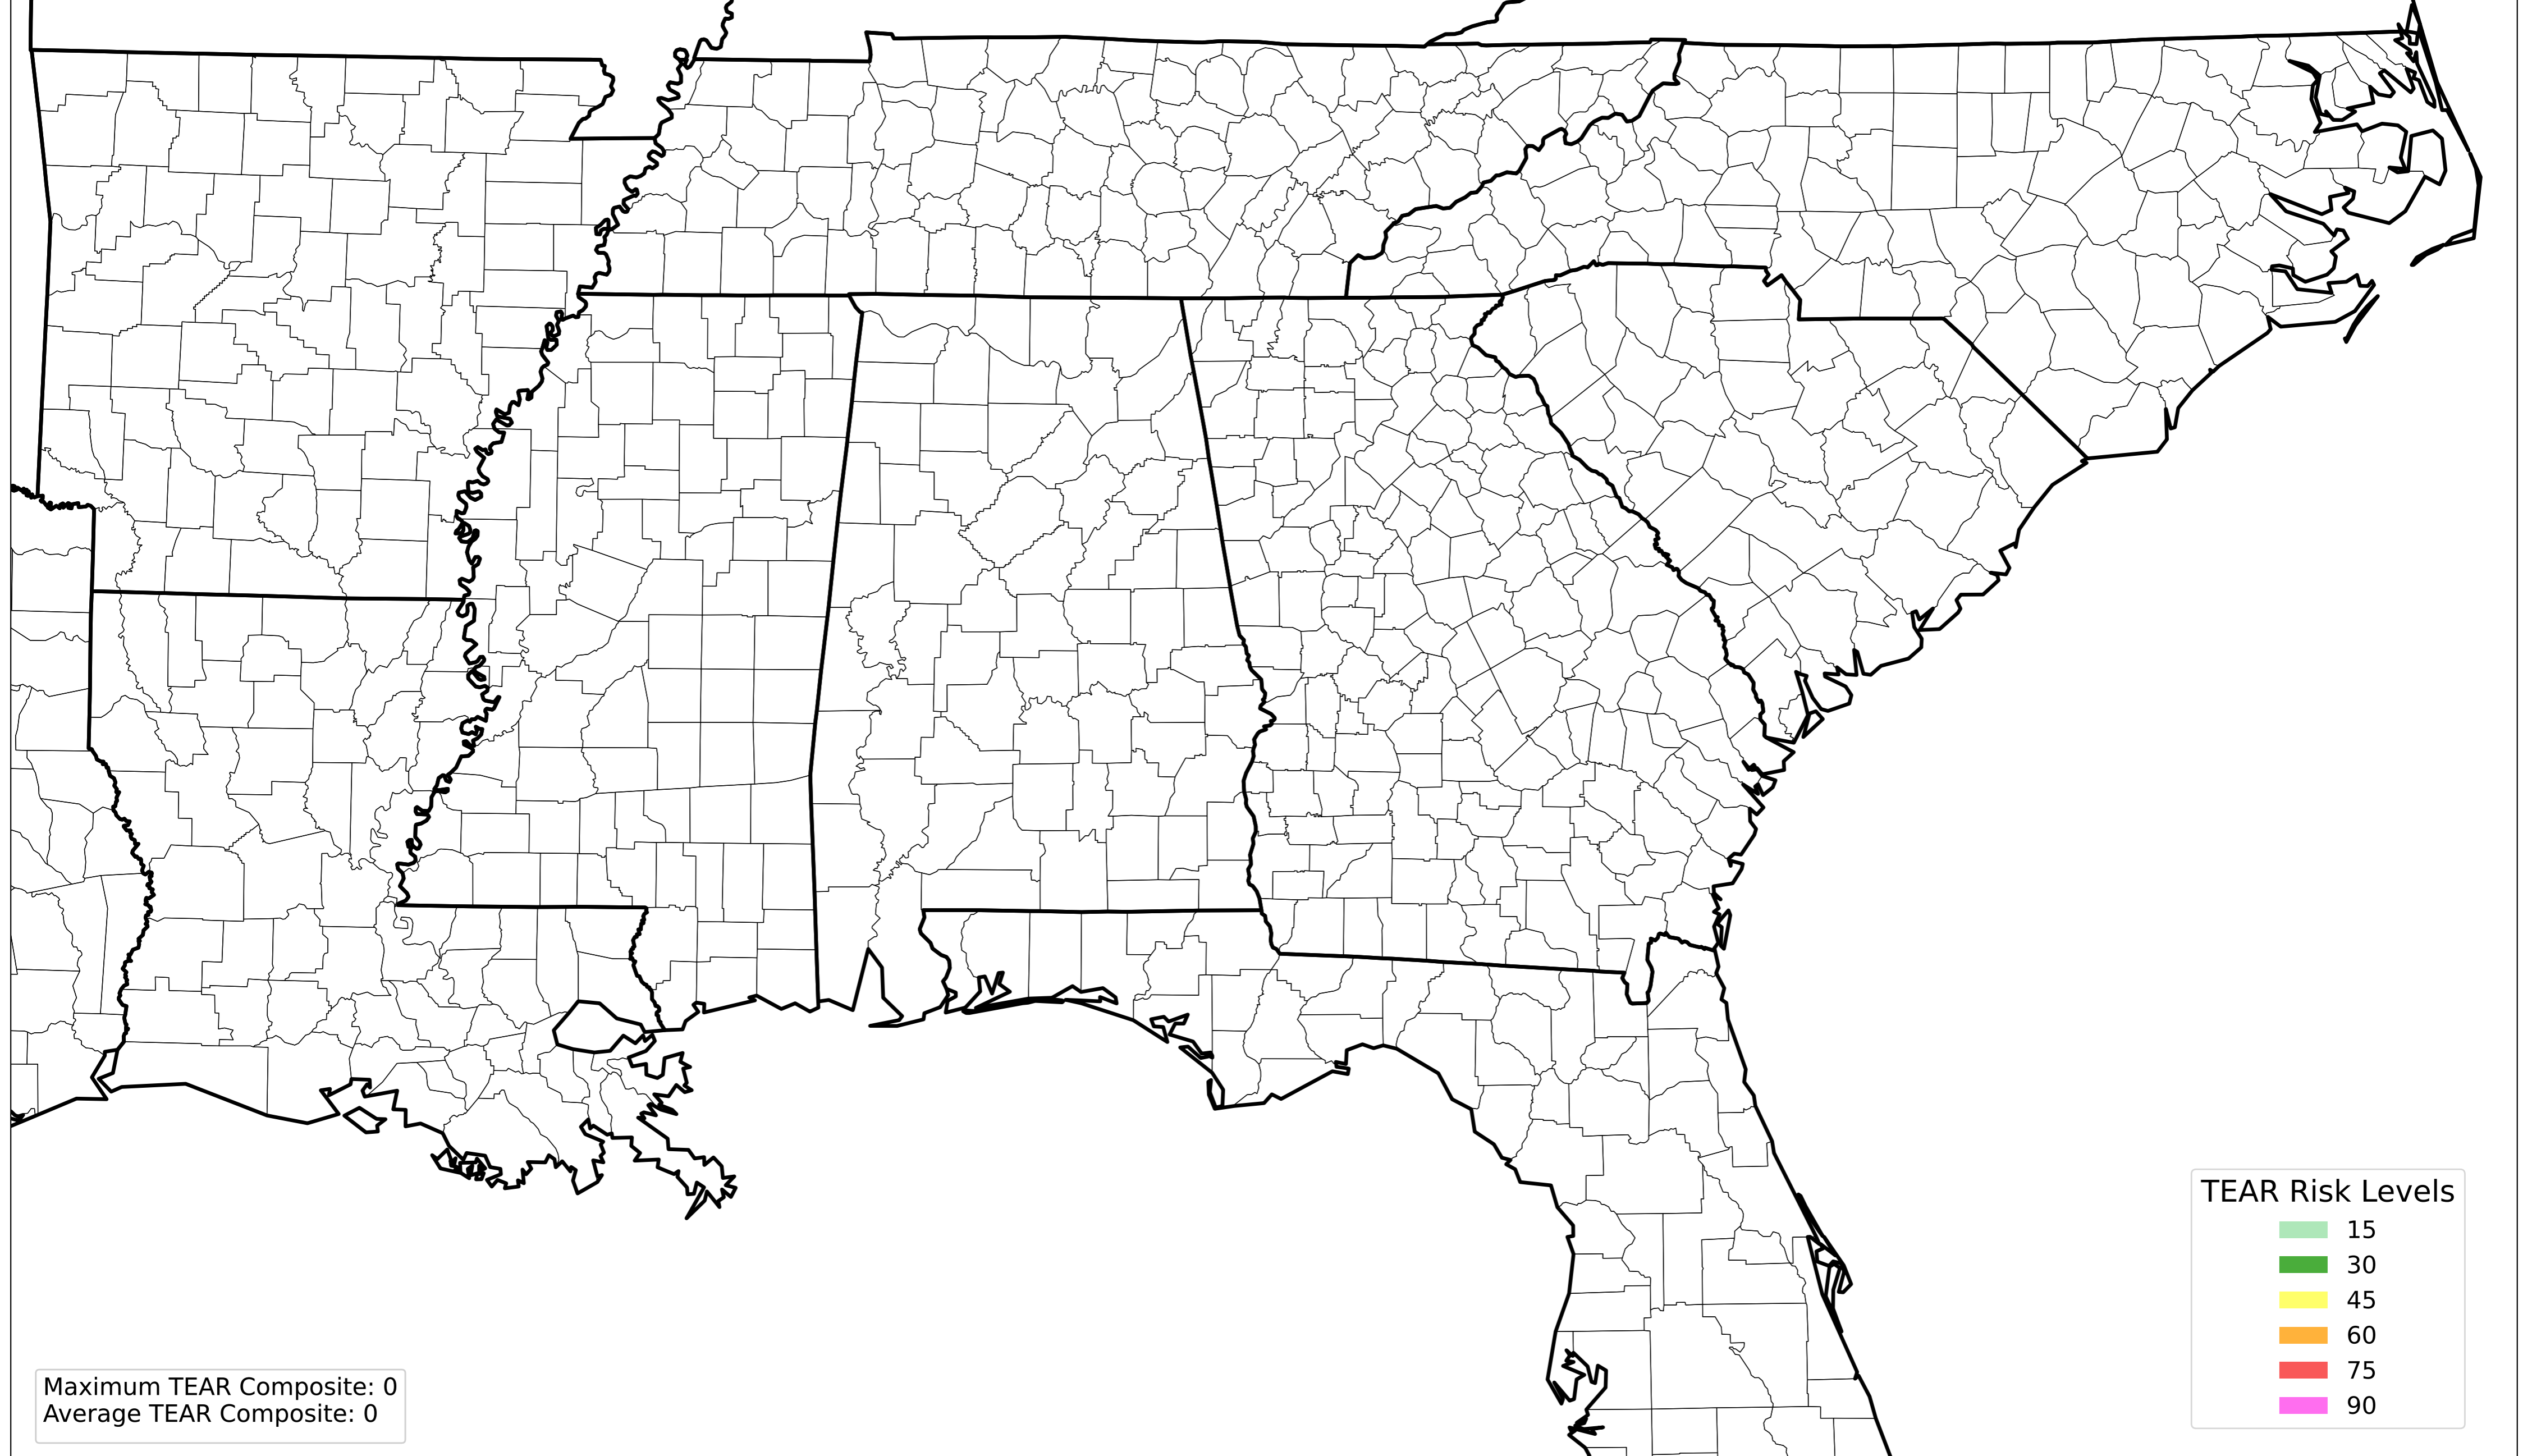 TEAR Risk Levels
15
30
45
60
75
90
Maximum TEAR Composite: 0
Average TEAR Composite: 0